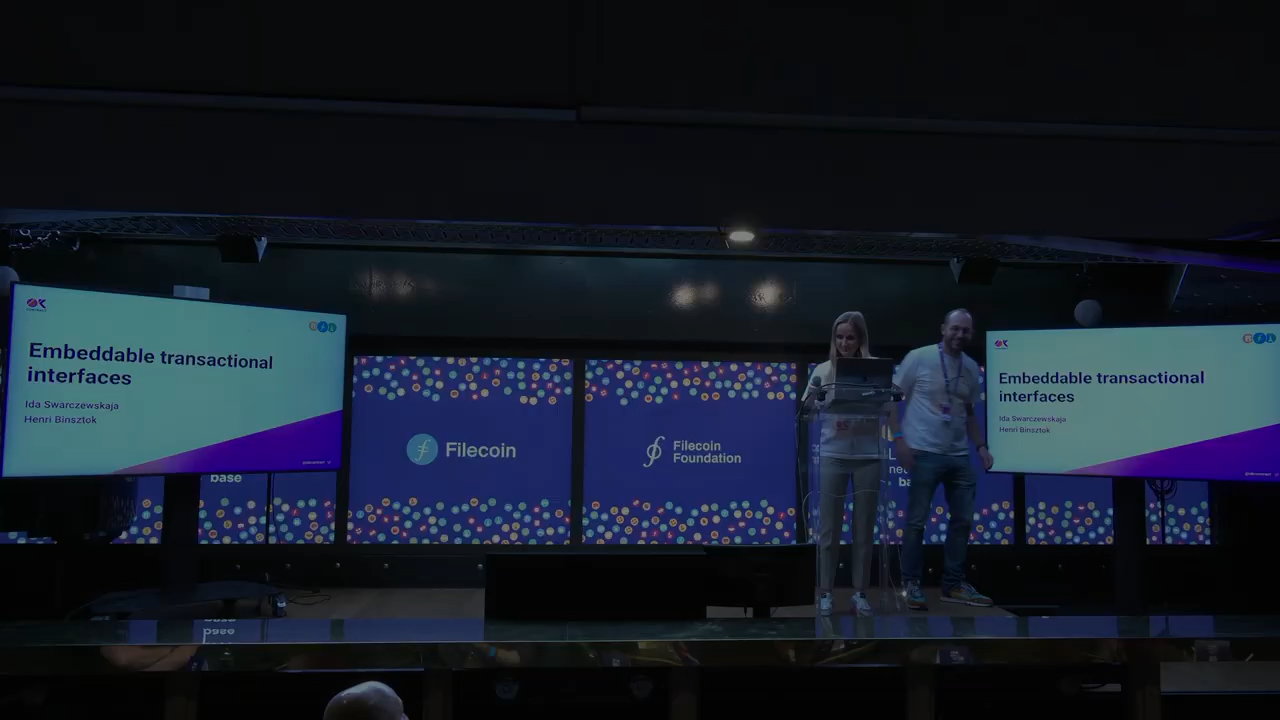 Embeddable transactional
interfaces
Ida Swarczewskaja
Henri Binsztok
base
Filecoin
Filecoin
Foundation
Embeddable transactional
interfaces
Ida Swarczewskaja
Henri Binsztok